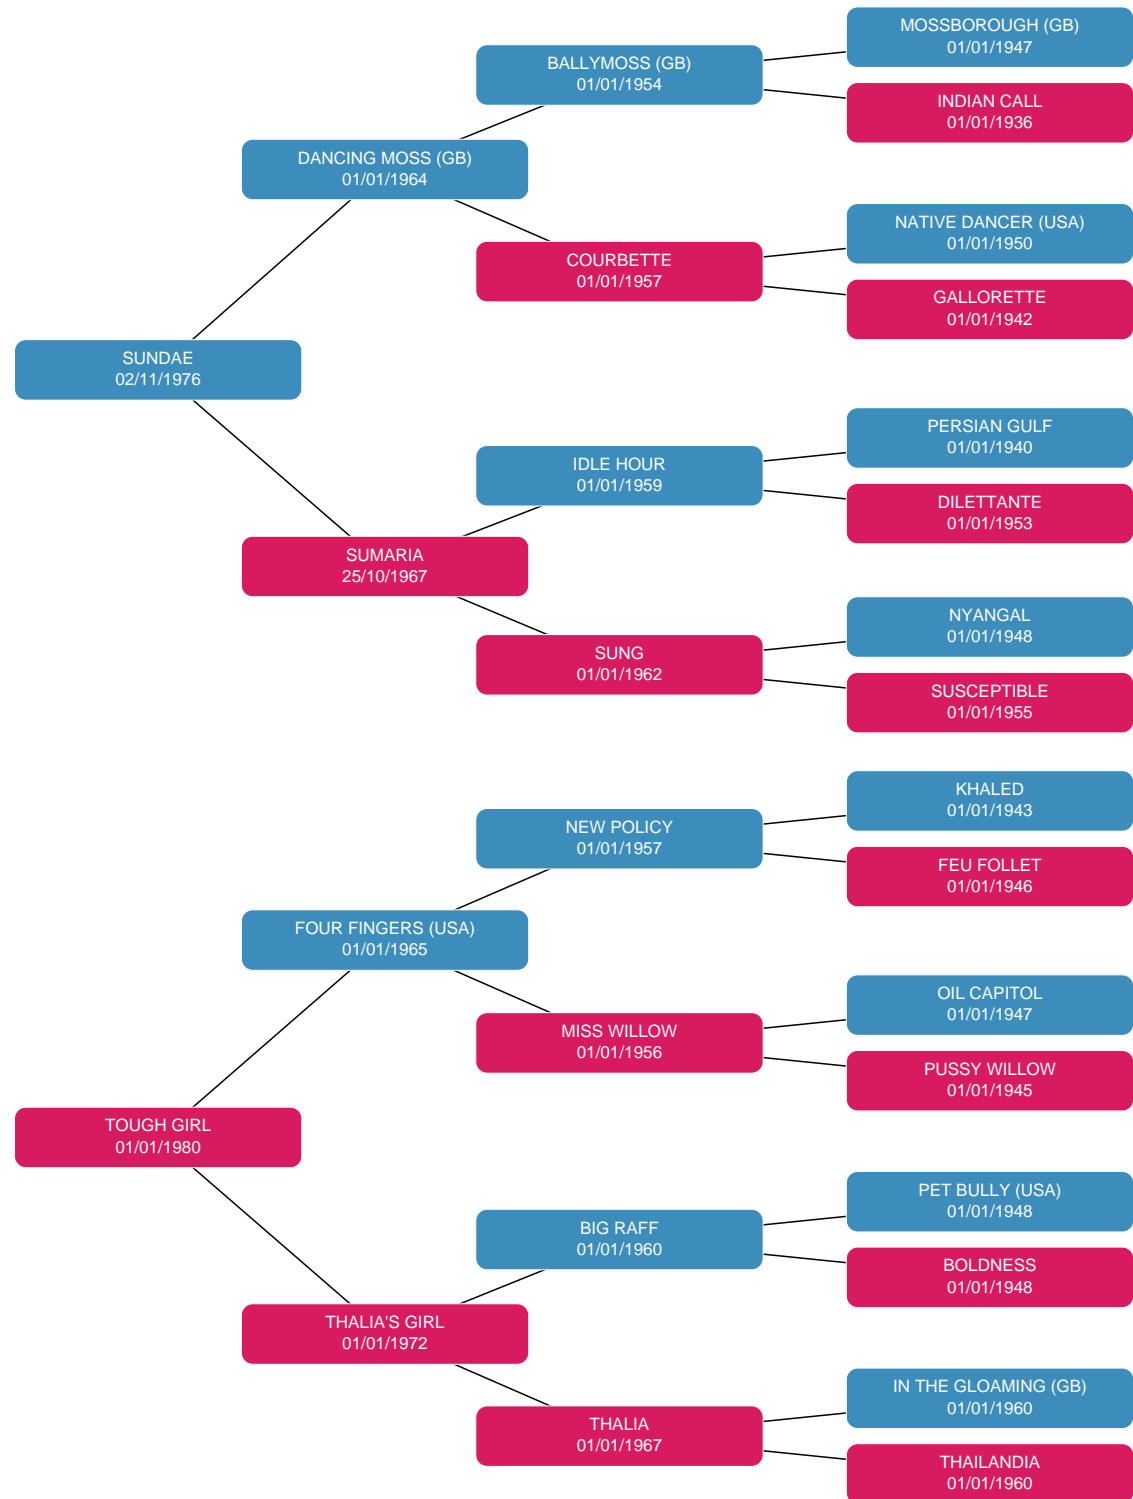 MOSSBOROUGH (GB)
01/01/1947
BALLYMOSS (GB)
01/01/1954
INDIAN CALL
01/01/1936
DANCING MOSS (GB)
01/01/1964
NATIVE DANCER (USA)
01/01/1950
COURBETTE
01/01/1957
GALLORETTE
01/01/1942
SUNDAE
02/11/1976
PERSIAN GULF
01/01/1940
IDLE HOUR
01/01/1959
DILETTANTE
01/01/1953
SUMARIA
25/10/1967
NYANGAL
01/01/1948
SUNG
01/01/1962
SUSCEPTIBLE
01/01/1955
KHALED
01/01/1943
NEW POLICY
01/01/1957
FEU FOLLET
01/01/1946
FOUR FINGERS (USA)
01/01/1965
OIL CAPITOL
01/01/1947
MISS WILLOW
01/01/1956
PUSSY WILLOW
01/01/1945
TOUGH GIRL
01/01/1980
PET BULLY (USA)
01/01/1948
BIG RAFF
01/01/1960
BOLDNESS
01/01/1948
THALIA'S GIRL
01/01/1972
IN THE GLOAMING (GB)
01/01/1960
THALIA
01/01/1967
THAILANDIA
01/01/1960